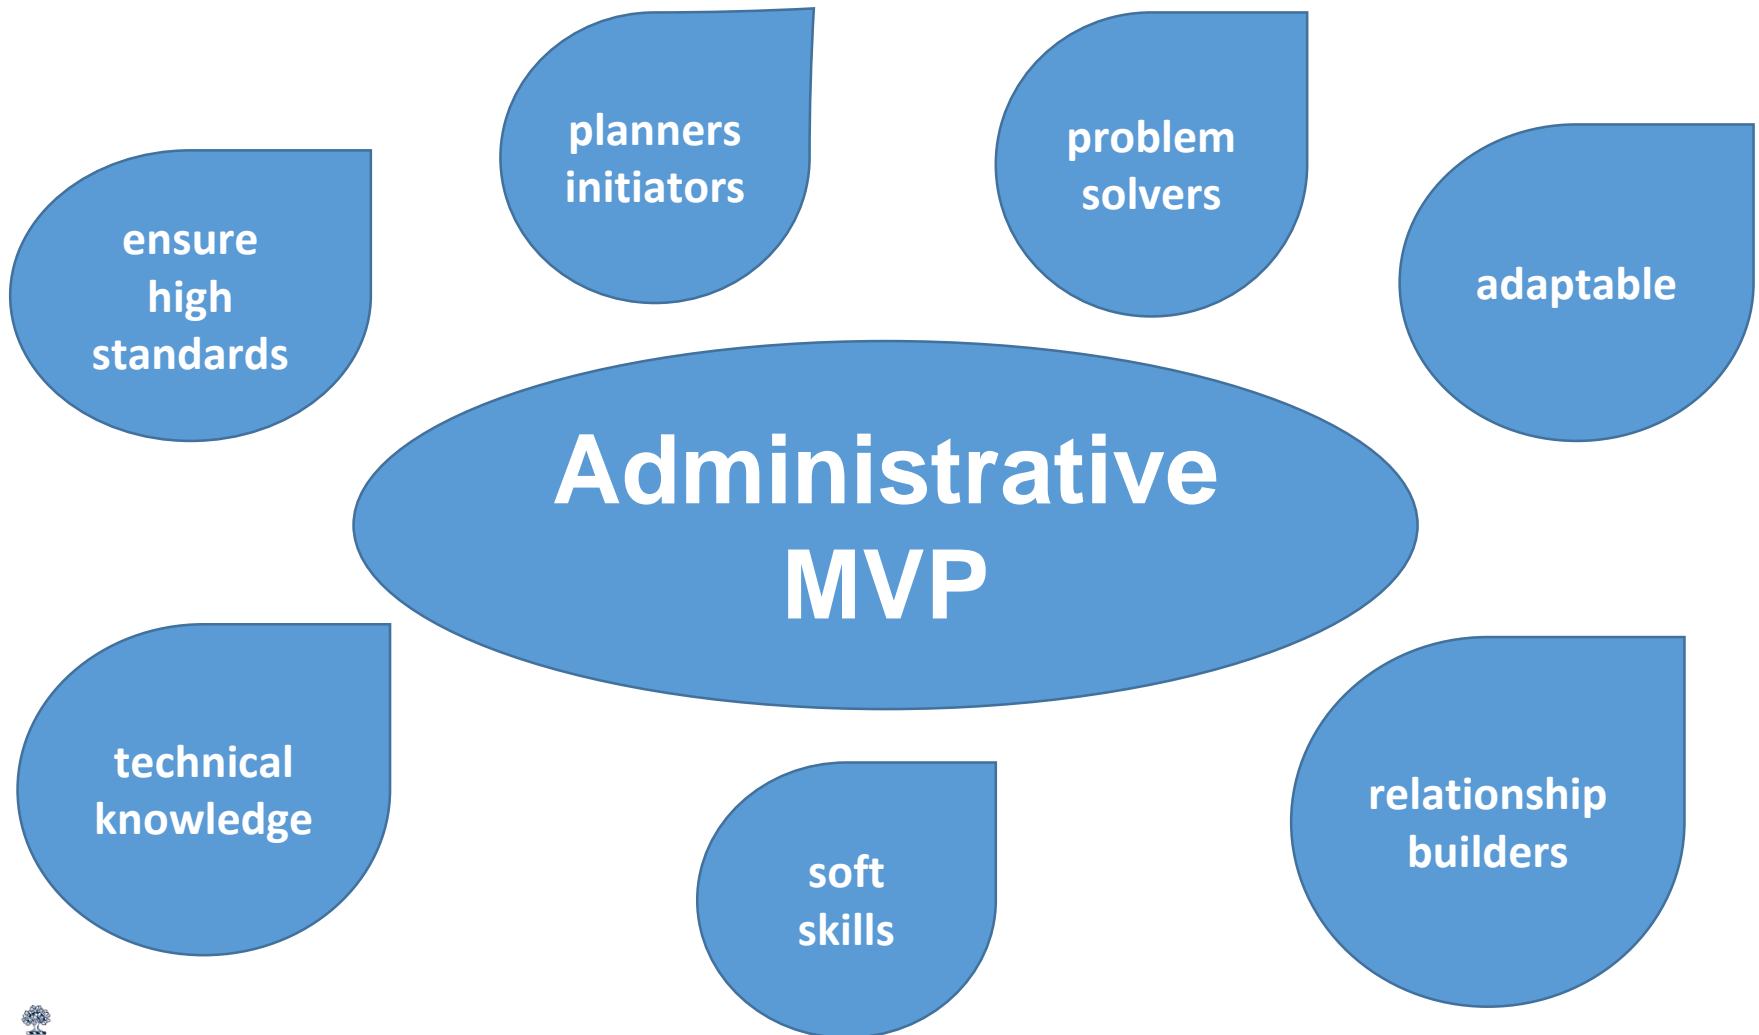 planners
initiators
problem
solvers
ensure
high
standards
adaptable
Administrative
MVP
technical
knowledge
relationship
builders
soft
skills